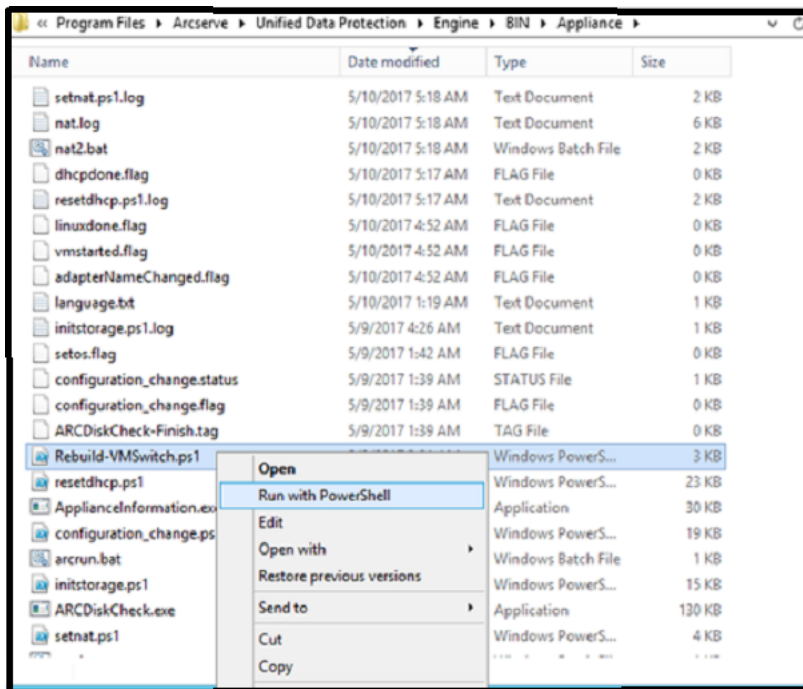 « Program Files ▸ Arcserve ▸ Unified Data Protection ▸ Engine ▸ BIN ▸ Appliance ▸
Name Date modified Type Size
setnat.ps1.log 5/10/2017 5:18 AM Text Document 2 KB
nat.log 5/10/2017 5:18 AM Text Document 6 KB
nat2.bat 5/10/2017 5:18 AM Windows Batch File 2 KB
dhcpdone.flag 5/10/2017 5:17 AM FLAG File 0 KB
resetdhcp.ps1.log 5/10/2017 5:17 AM Text Document 2 KB
linuxdone.flag 5/10/2017 4:52 AM FLAG File 0 KB
vmstarted.flag 5/10/2017 4:52 AM FLAG File 0 KB
adapterNameChanged.flag 5/10/2017 4:52 AM FLAG File 0 KB
language.txt 5/10/2017 1:19 AM Text Document 1 KB
initstorage.ps1.log 5/9/2017 4:26 AM Text Document 1 KB
setos.flag 5/9/2017 1:42 AM FLAG File 0 KB
configuration_change.status 5/9/2017 1:39 AM STATUS File 1 KB
configuration_change.flag 5/9/2017 1:39 AM FLAG File 0 KB
ARCDiskCheck-Finish.tag 5/9/2017 1:39 AM TAG File 0 KB
Rebuild-VMSwitch.ps1 Windows PowerS... 3 KB
Open
resetdhcp.ps1 Windows PowerS... 23 KB
Run with PowerShell
ApplianceInformation.ex Application 30 KB
Edit
configuration_change.ps Windows PowerS... 19 KB
Open with
arcrun.bat Windows Batch File 1 KB
Restore previous versions
initstorage.ps1 Windows PowerS... 15 KB
Send to
ARCDiskCheck.exe Application 130 KB
Cut
setnat.ps1 Windows PowerS... 4 KB
Copy